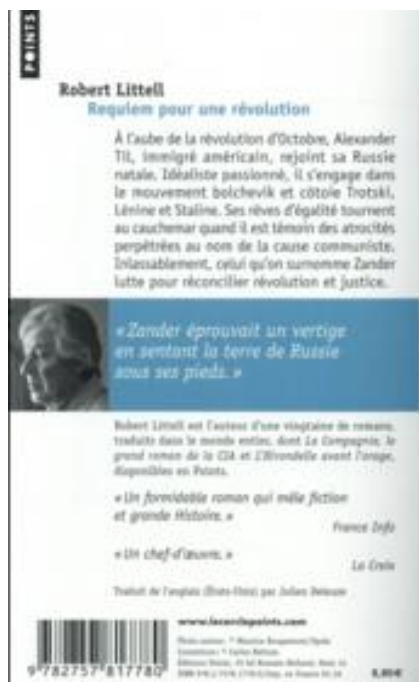 POINTS
Robert Littell
Requiem pour une révolution
À l'aube de la révolution d'Octobre, Alexander
Til, immigré américain, rejoint sa Russie
natale. Idéaliste passionné, il s'engage dans
le mouvement bolchevik et côtoie Trotski,
Lénine et Staline. Ses rêves d'égalité tournent
au cauchemar quand il est témoin des atrocités
perpétrées au nom de la cause communiste.
Inlassablement, celui qu'on surnomme Zander
lutte pour réconcilier révolution et justice.
« Zander éprouvait un vertige
en sentant la terre de Russie
sous ses pieds. »
Robert Littell est l'auteur d'une vingtaine de romans,
traduits dans le monde entier, dont La Compagnie, le
grand roman de la CIA et L'Hirondelle avant l'orage,
disponibles en Points.
« Un formidable roman qui mêle fiction
et grande Histoire. »
France Info
« Un chef-d'œuvre. »
La Croix
Traduit de l'anglais (États-Unis) par Julien Deleuze
www.lecerclepoints.com
9 782757 817780
8,80€